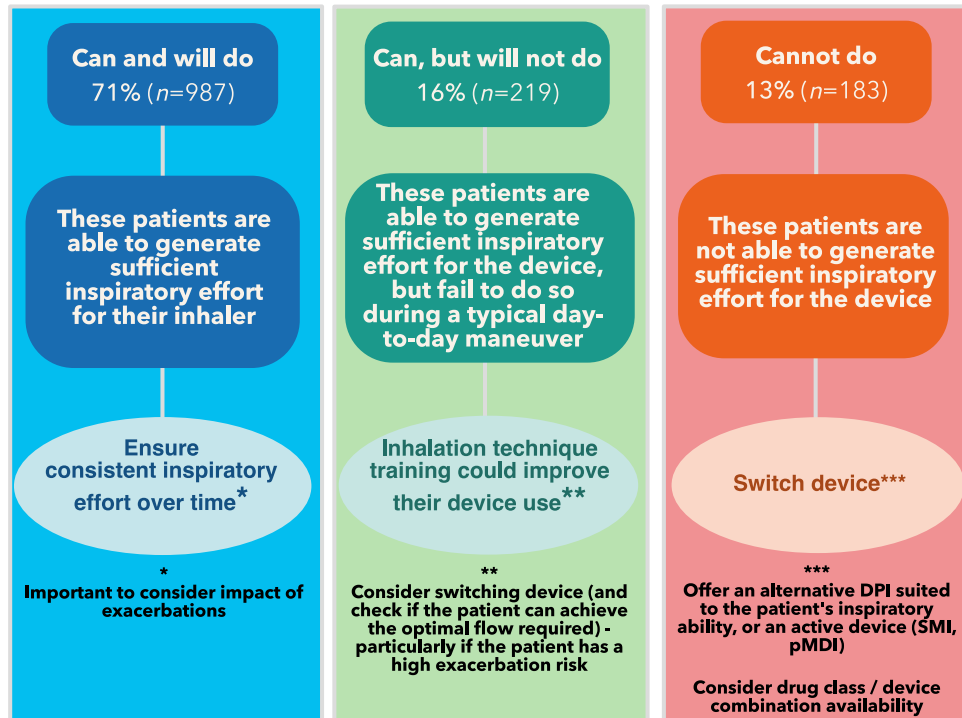 Can and will do
71% (n=987)
These patients are
able to generate
sufficient
inspiratory effort
for their inhaler
Ensure
consistent inspiratory
effort over time*
*
Important to consider impact of
exacerbations
Can, but will not do
16% (n=219)
These patients are
able to generate
sufficient inspiratory
effort for the device,
but fail to do so
during a typical day-
to-day maneuver
Inhalation technique
training could improve
their device use**
**
Consider switching device (and
check if the patient can achieve
the optimal flow required) -
particularly if the patient has a
high exacerbation risk
Cannot do
13% (n=183)
These patients are
not able to generate
sufficient inspiratory
effort for the device
Switch device***
***
Offer an alternative DPI suited
to the patient's inspiratory
ability, or an active device (SMI,
pMDI)
Consider drug class / device
combination availability